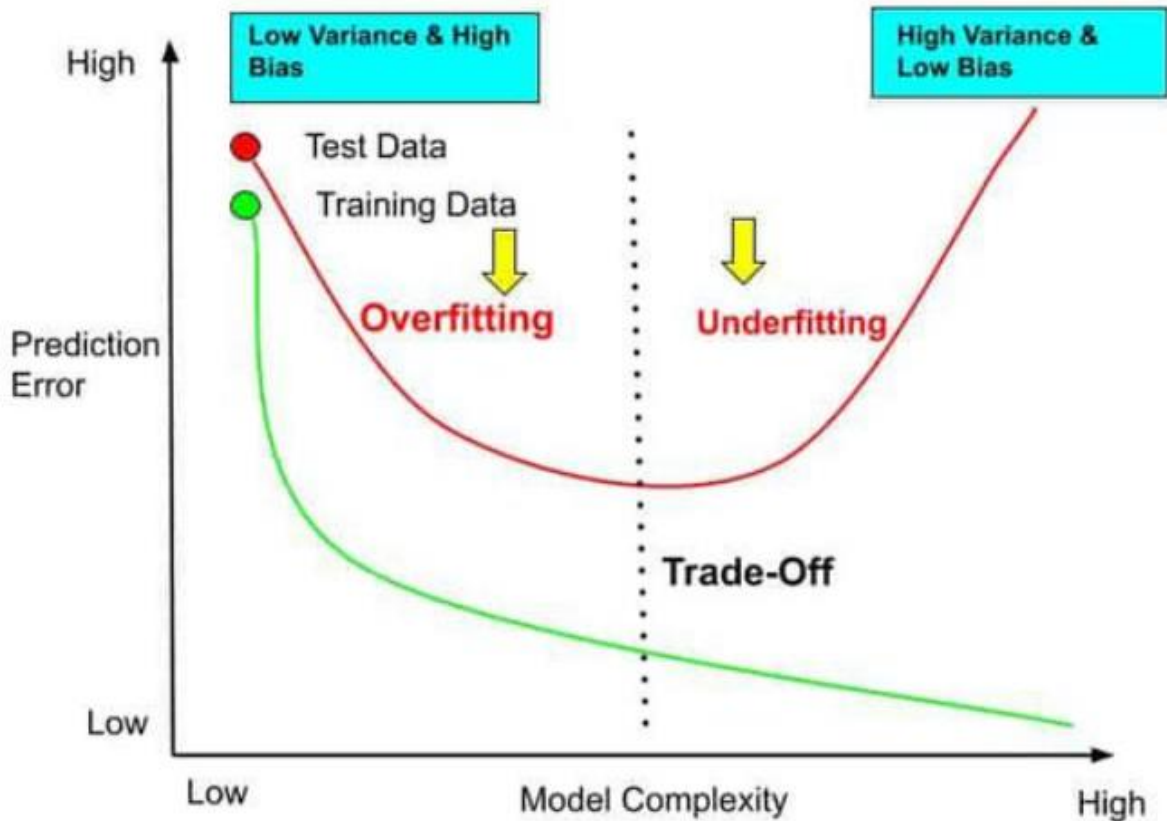 Low Variance & High
Bias
High Variance &
Low Bias
High
Test Data
Training Data
Overfitting
Underfitting
Prediction
Error
Trade-Off
Low
Low
Model Complexity
High